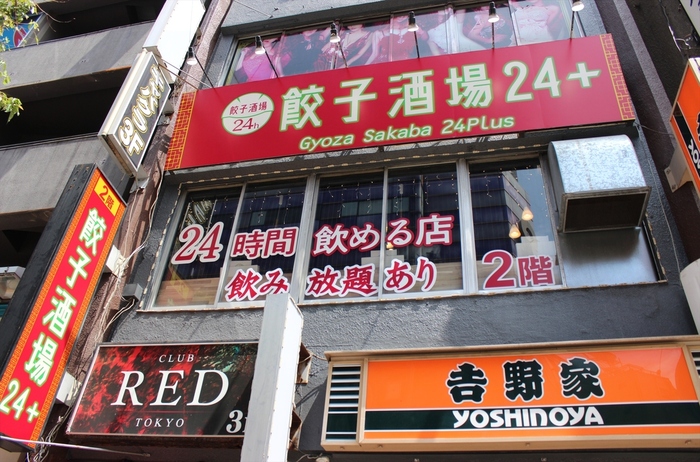 餃子酒場
24h
餃子酒場24+
Gyoza Sakaba 24Plus
24時間 飲める店
飲み放題あり
2階
2階
餃子酒場
24+
CLUB
RED
TOKYO
吉野家
YOSHINOYA